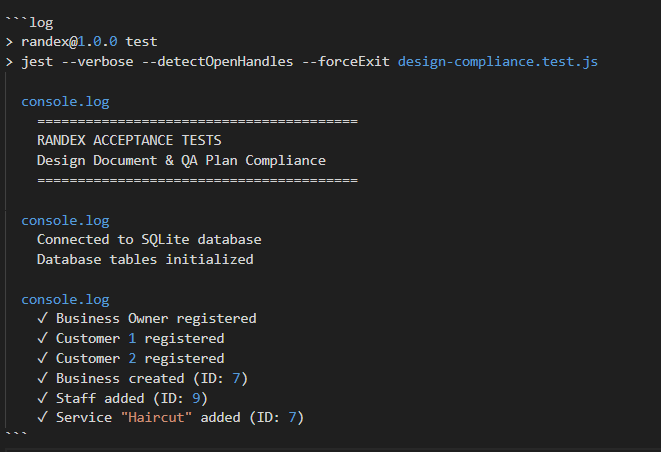 ```log
> randex@1.0.0 test
> jest --verbose --detectOpenHandles --forceExit design-compliance.test.js
console.log
========================================
RANDEX ACCEPTANCE TESTS
Design Document & QA Plan Compliance
========================================
console.log
Connected to SQLite database
Database tables initialized
console.log
✓ Business Owner registered
✓ Customer 1 registered
✓ Customer 2 registered
✓ Business created (ID: 7)
✓ Staff added (ID: 9)
✓ Service "Haircut" added (ID: 7)
```